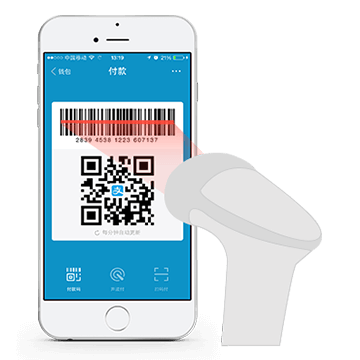 中国移动 13:19 21%
钱包 付款 •••
2839 4538 1223 607137
支
每分钟自动更新
付款码 声波付 扫码付